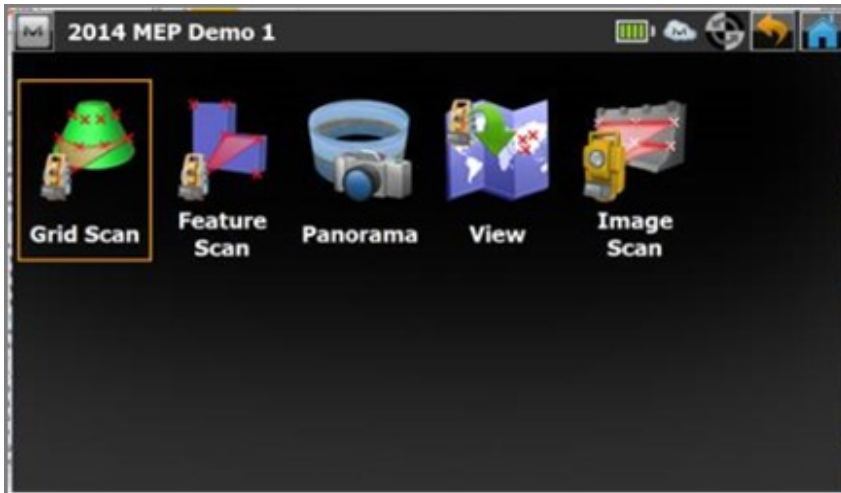 2014 MEP Demo 1
Grid Scan
Feature
Scan
Panorama
View
Image
Scan